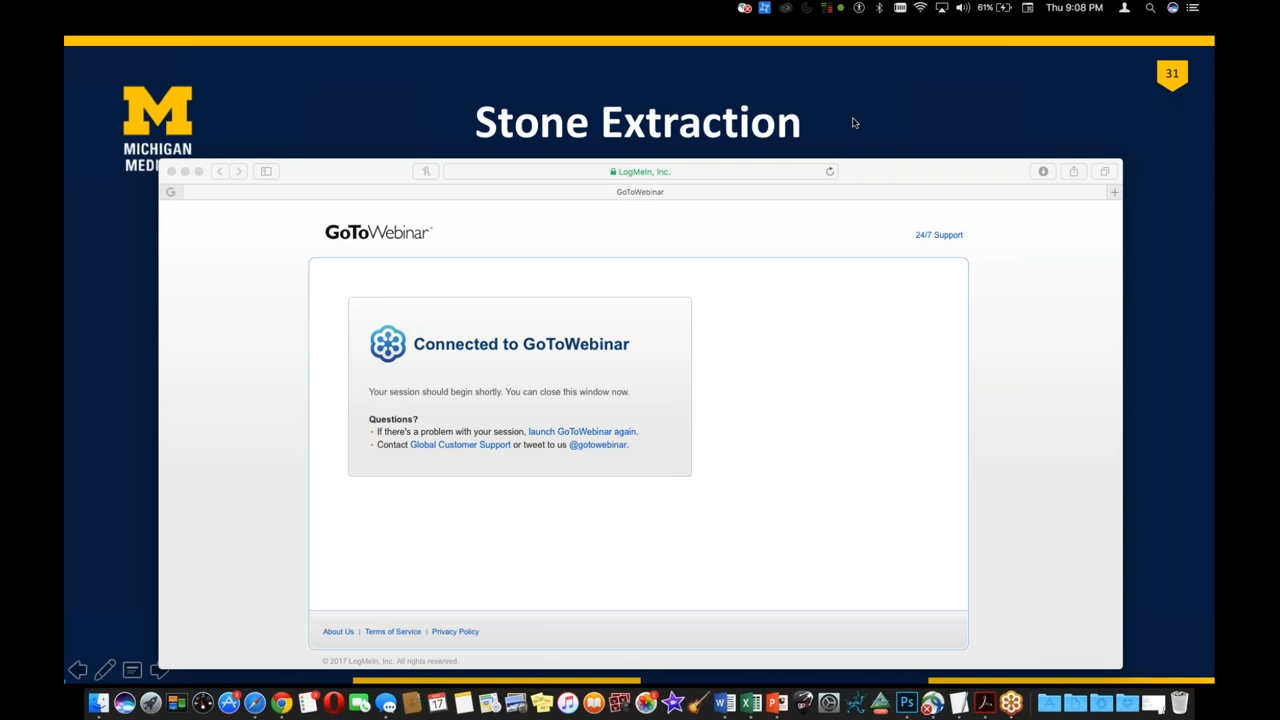 61%
Thu 9:08 PM
31
M
MICHIGAN
MEDI
Stone Extraction
LogMeIn, Inc.
G
GoToWebinar
GoToWebinar®
24/7 Support
Connected to GoToWebinar
Your session should begin shortly. You can close this window now.
Questions?
• If there's a problem with your session, launch GoToWebinar again.
• Contact Global Customer Support or tweet to us @gotowebinar.
About Us | Terms of Service | Privacy Policy
© 2017 LogMeIn, Inc. All rights reserved.
17
W
X
P
Ps